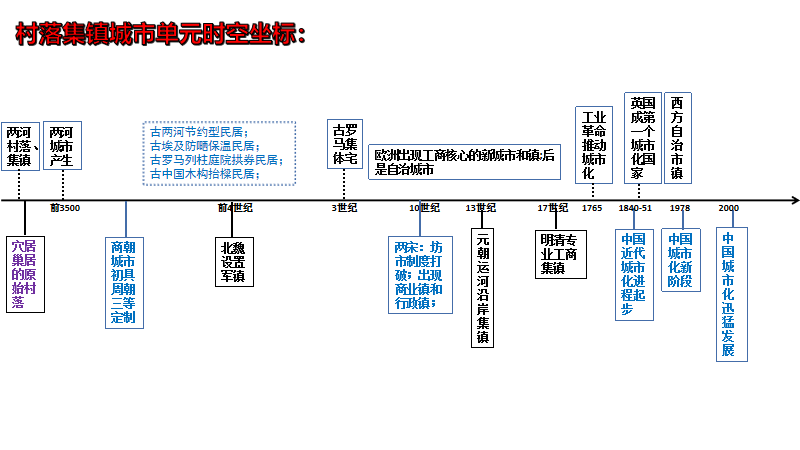 村落集镇城市单元时空坐标：
两河
村落、
集镇
两河
城市
产生
古两河节约型民居；
古埃及防晒保温民居；
古罗马列柱庭院拱券民居；
古中国木构抬樑民居；
古罗
马集
体宅
欧洲出现工商核心的新城市和镇;后
是自治城市
工业
革命
推动
城市
化
英国
成第
一个
城市
化国
家
西方
自治
市镇
前3500
前4世纪
3世纪
10世纪
13世纪
17世纪
1765
1840-51
1978
2000
穴居
巢居
的原
始村
落
商朝
城市
初具
周朝
三等
定制
北魏
设置
军镇
两宋：坊
市制度打
破；出现
商业镇和
行政镇；
元
朝
运
河
沿
岸
集
镇
明清专
业工商
集镇
中国
近代
城市
化进
程起
步
中国
城市
化新
阶段
中
国
城
市
化
迅
猛
发
展